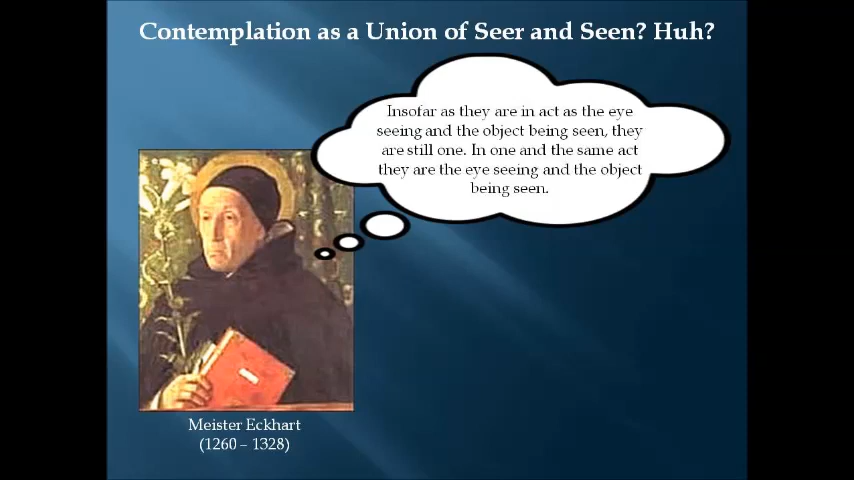 Contemplation as a Union of Seer and Seen? Huh?
Insofar as they are in act as the eye
seeing and the object being seen, they
are still one. In one and the same act
they are the eye seeing and the object
being seen.
Meister Eckhart
(1260 – 1328)